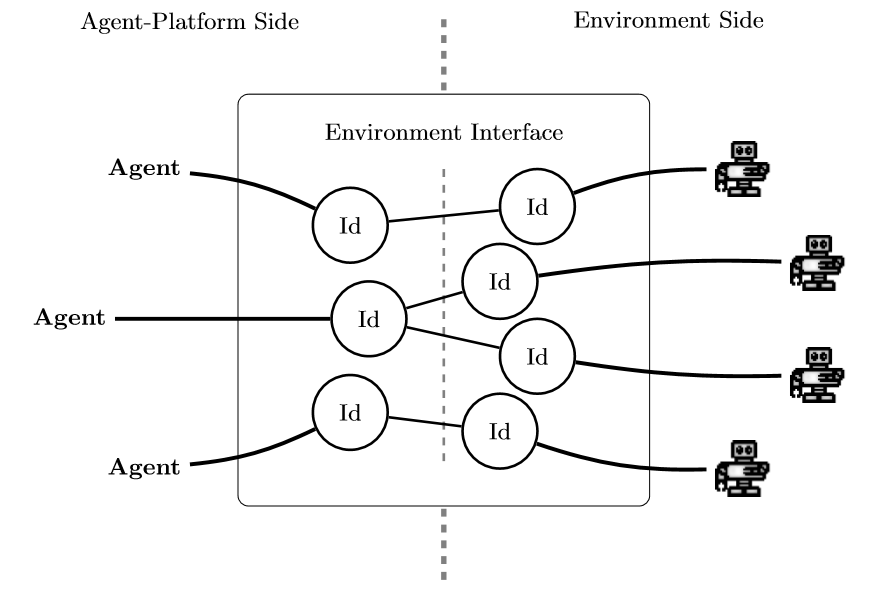 Agent-Platform Side
Environment Side
Environment Interface
Agent
Id
Id
Id
Agent
Id
Id
Id
Agent
Id